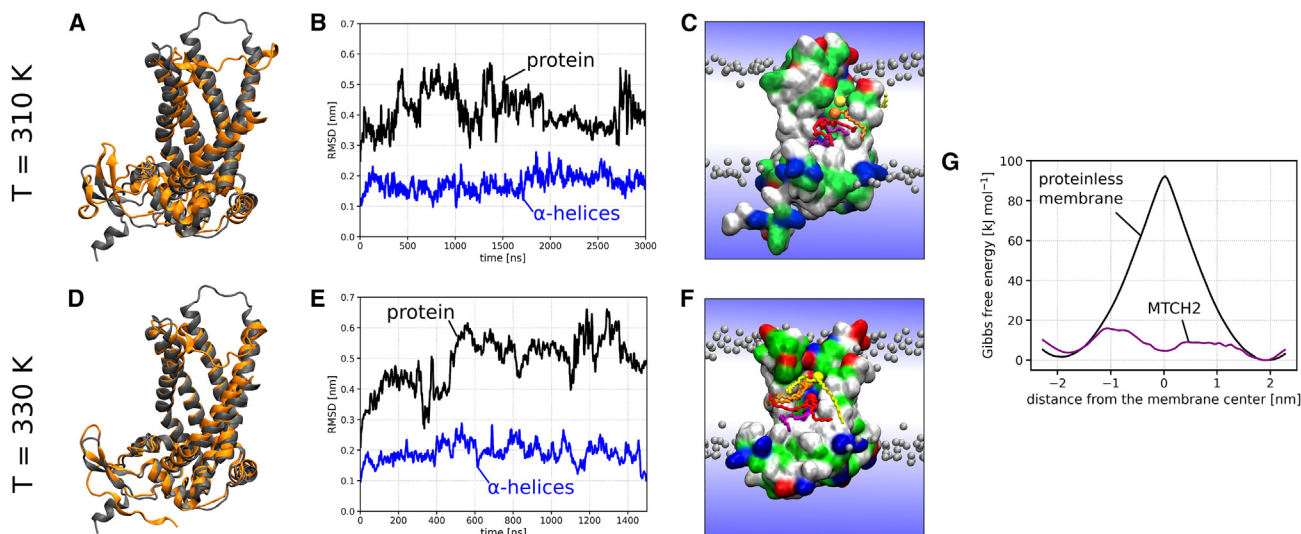 T = 310 K
A
B
0.7
0.6
0.5
0.4
0.3
0.2
0.1
0.0
RMSD [nm]
protein
α-helices
0 500 1000 1500 2000 2500 3000
time [ns]
C
T = 330 K
D
E
0.7
0.6
0.5
0.4
0.3
0.2
0.1
0.0
RMSD [nm]
protein
α-helices
0 200 400 600 800 1000 1200 1400
time [ns]
F
G
100
80
60
40
20
0
Gibbs free energy [kJ mol⁻¹]
proteinless
membrane
MTCH2
−2 −1 0 1 2
distance from the membrane center [nm]